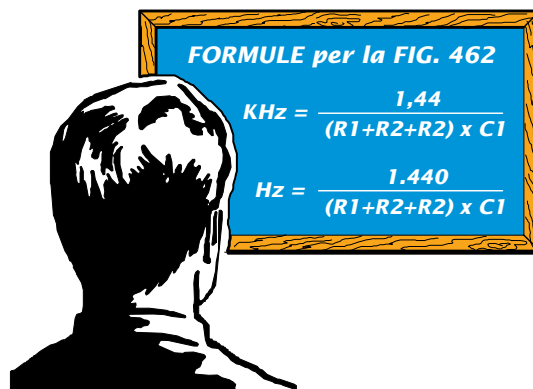 FORMULE per la FIG. 462
KHz = 1,44
(R1+R2+R2) x C1
Hz = 1.440
(R1+R2+R2) x C1